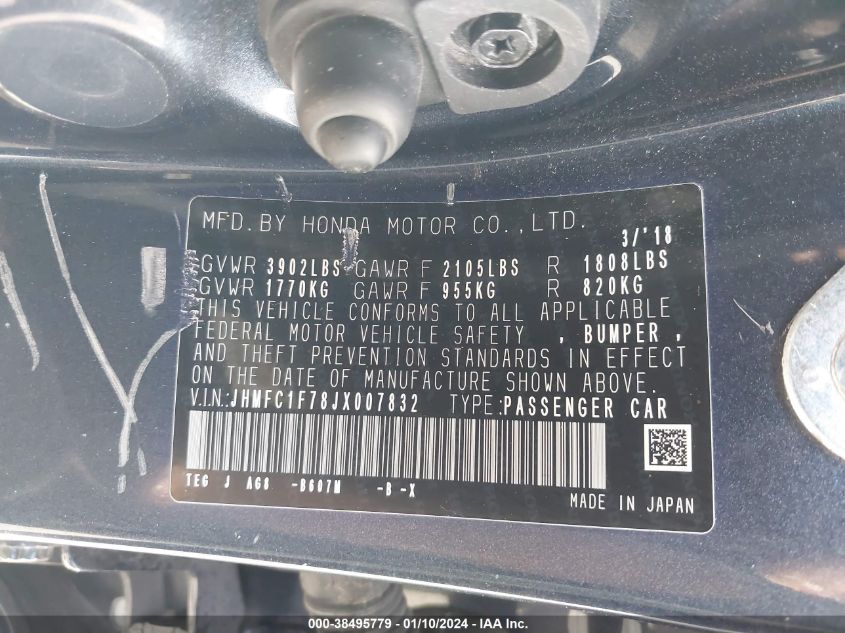 MFD. BY HONDA MOTOR CO., LTD.
3/'18
GVWR 3902LBS GAWR F 2105LBS R 1808LBS
GVWR 1770KG GAWR F 955KG R 820KG
THIS VEHICLE CONFORMS TO ALL APPLICABLE
FEDERAL MOTOR VEHICLE SAFETY , BUMPER ,
AND THEFT PREVENTION STANDARDS IN EFFECT
ON THE DATE OF MANUFACTURE SHOWN ABOVE.
V.I.N.:JHMFC1F78JX007832 TYPE:PASSENGER CAR
TEG J AG8 -B607M -B-X
MADE IN JAPAN
000-38495779 - 01/10/2024 - IAA Inc.